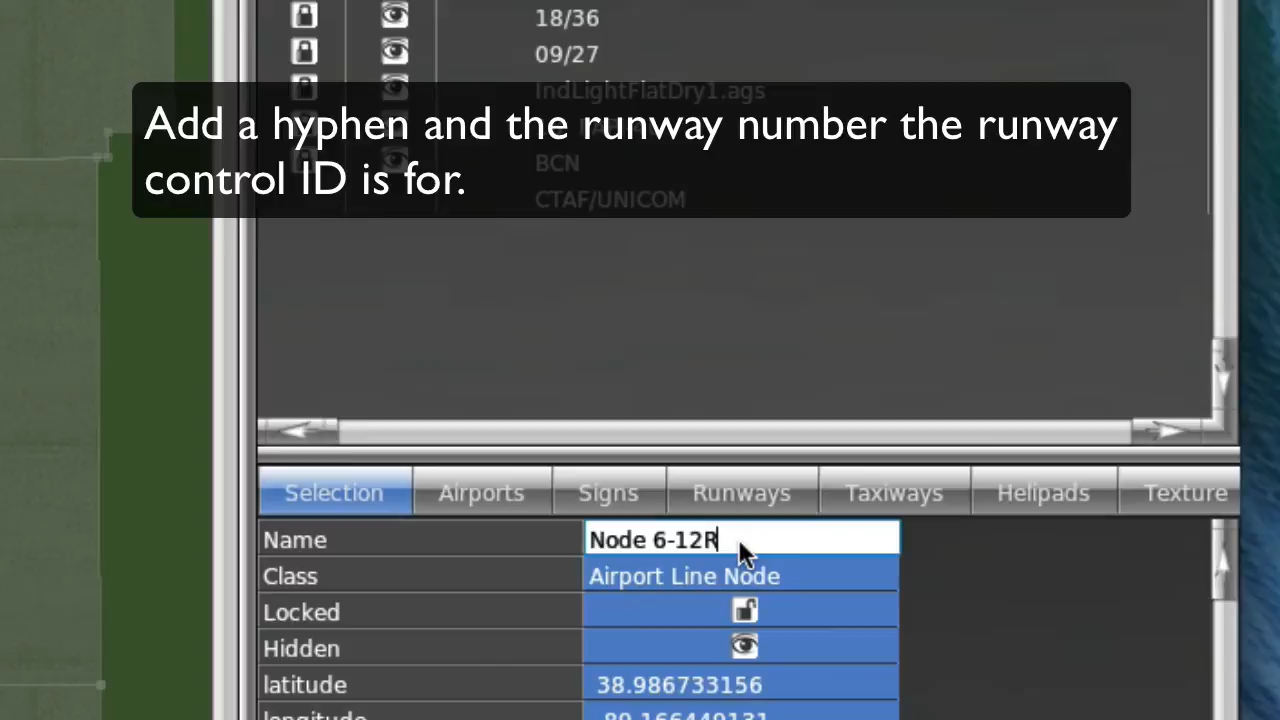 18/36
09/27
IndLightFlatDry1.ags
Add a hyphen and the runway number the runway
control ID is for.
BCN
CTAF/UNICOM
Selection Airports Signs Runways Taxiways Helipads Texture
Name Node 6-12R
Class Airport Line Node
Locked
Hidden
latitude 38.986733156